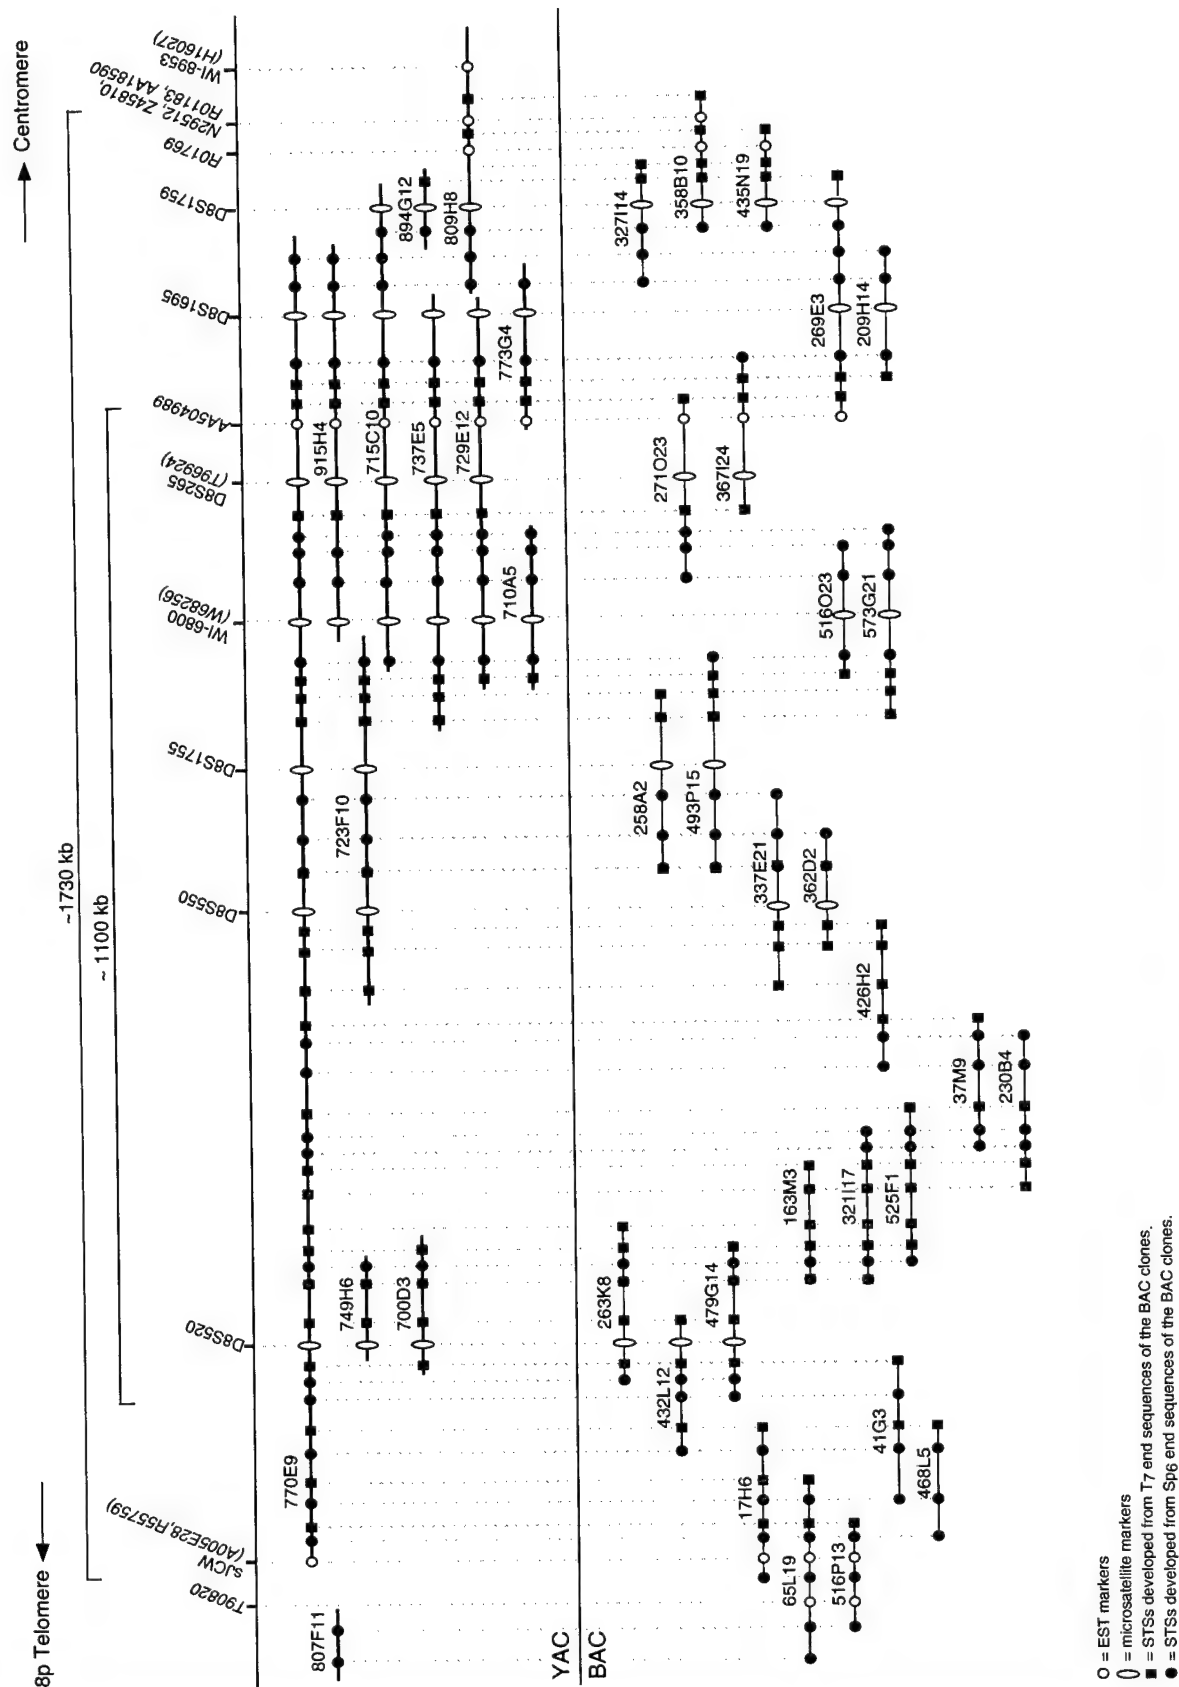 8p Telomere
Centromere
~1730 kb
~ 1100 kb
T90820
sJCW
(A005E28,R55759)
D8S520
D8S550
D8S1755
WI-6800
(W68256)
D8S265
(T96924)
AA504989
D8S1695
D8S1759
R01769
N29512, Z45810,
R01183, AA18590
WI-8953
(H16027)
807F11
770E9
749H6
700D3
723F10
710A5
915H4
715C10
737E5
729E12
773G4
894G12
809H8
YAC
BAC
65L19
516P13
17H6
468L5
41G3
432L12
263K8
479G14
163M3
321I17
525F1
230B4
37M9
426H2
362D2
337E21
258A2
493P15
516O23
573G21
271O23
367I24
269E3
209H14
327I14
358B10
435N19
= EST markers
= microsatellite markers
= STSs developed from T7 end sequences of the BAC clones.
= STSs developed from Sp6 end sequences of the BAC clones.